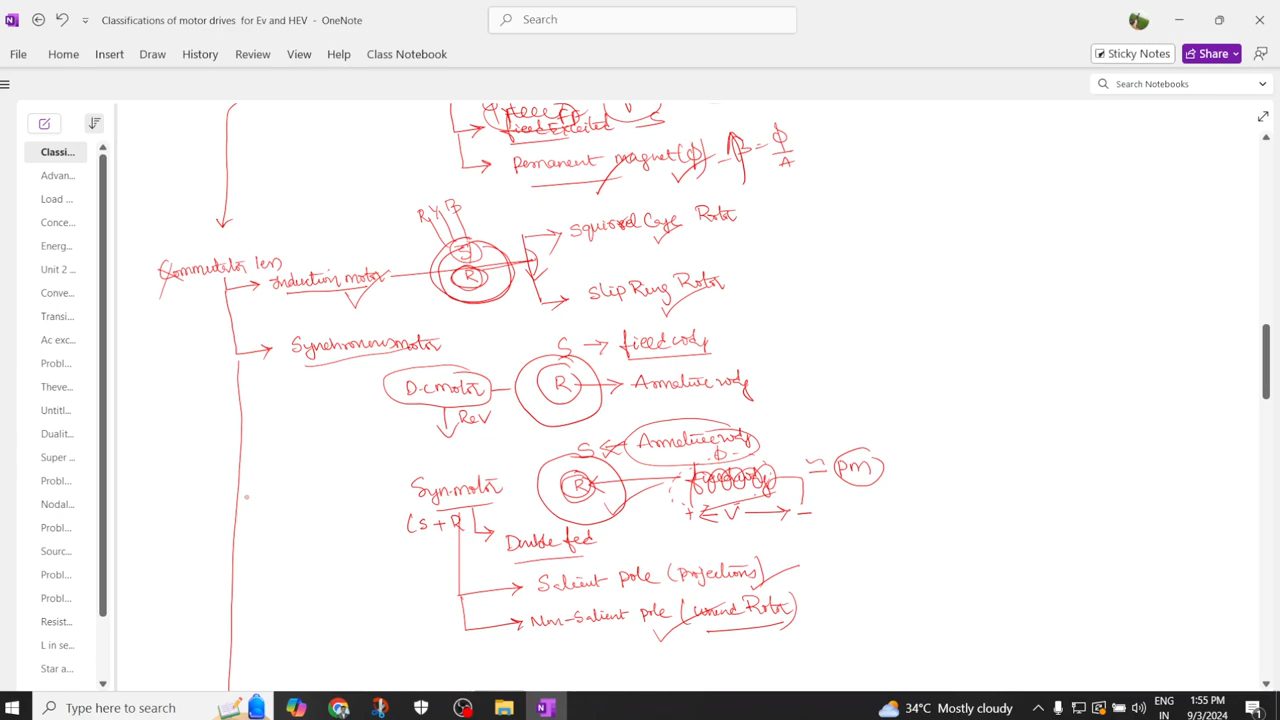 Classifications of motor drives for Ev and HEV - OneNote
Search
File Home Insert Draw History Review View Help Class Notebook
Sticky Notes
Share
Search Notebooks
Classi...
Advan...
Load ...
Conce...
Energ...
Unit 2 ...
Conve...
Transi...
Ac exc...
Probl...
Theve...
Untitl...
Dualit...
Super ...
Probl...
Nodal...
Probl...
Sourc...
Probl...
Probl...
Resist...
L in se...
Star a...
field Excited
Permanent magnet (ϕ) - B = ϕ/A
R Y B
Squirrel Cage Rotor
S
R
Commutator less
Induction motor
Slip Ring Rotor
Synchronous motor
S → field wdg
D.C motor
R → Armature wdg
Rev
S ← Armature wdg
ϕ
R
field wdg
≃ pm
Syn-motor
+ ← V → -
(S + R
Double fed
Salient pole (projections)
Non-Salient pole (wound Rotor)
Type here to search
34°C Mostly cloudy
ENG
IN
1:55 PM
9/3/2024